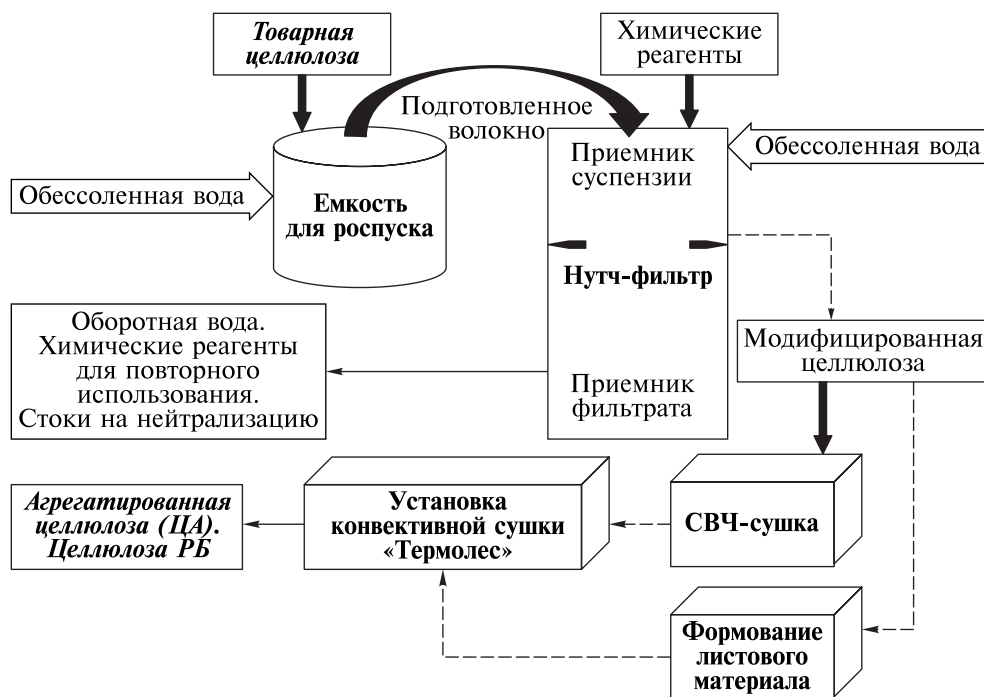 Товарная
целлюлоза
Химические
реагенты
Подготовленное
волокно
Обессоленная вода
Приемник
суспензии
Обессоленная вода
Емкость
для роспуска
Нутч-фильтр
Оборотная вода.
Химические реагенты
для повторного
использования.
Стоки на нейтрализацию
Приемник
фильтрата
Модифицированная
целлюлоза
Агрегатированная
целлюлоза (ЦА).
Целлюлоза РБ
Установка
конвективной сушки
«Термолес»
СВЧ-сушка
Формование
листового
материала